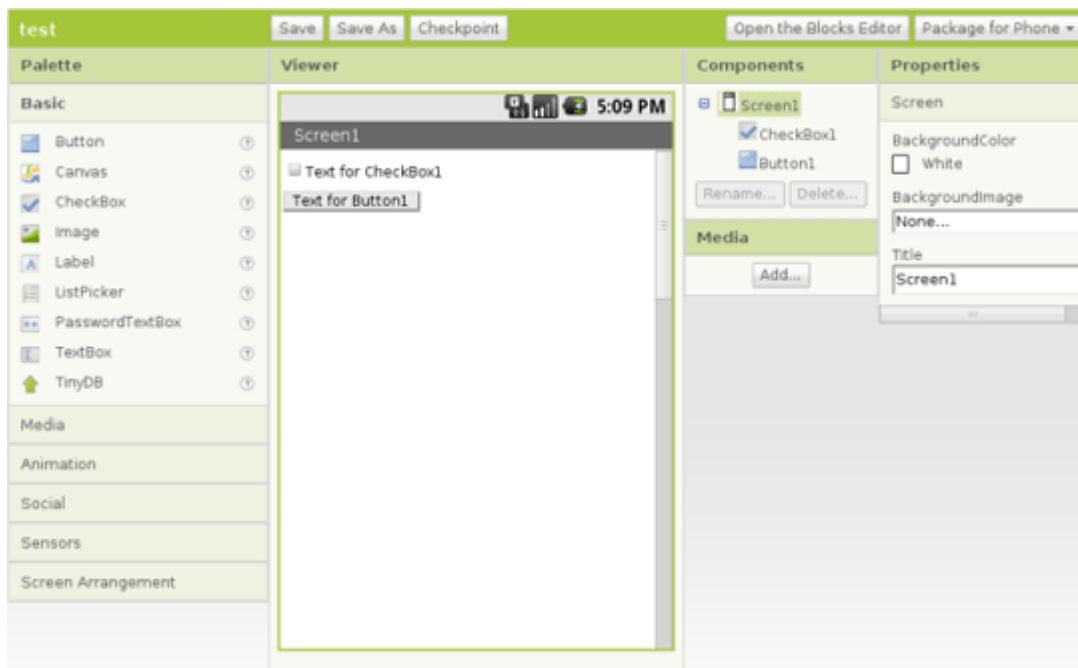 test
Save
Save As
Checkpoint
Open the Blocks Editor
Package for Phone
Palette
Basic
Button
Canvas
CheckBox
Image
Label
ListPicker
PasswordTextBox
TextBox
TinyDB
Media
Animation
Social
Sensors
Screen Arrangement
Viewer
5:09 PM
Screen1
Text for CheckBox1
Text for Button1
Components
Screen1
CheckBox1
Button1
Rename...
Delete...
Media
Add...
Properties
Screen
BackgroundColor
White
BackgroundImage
None...
Title
Screen1